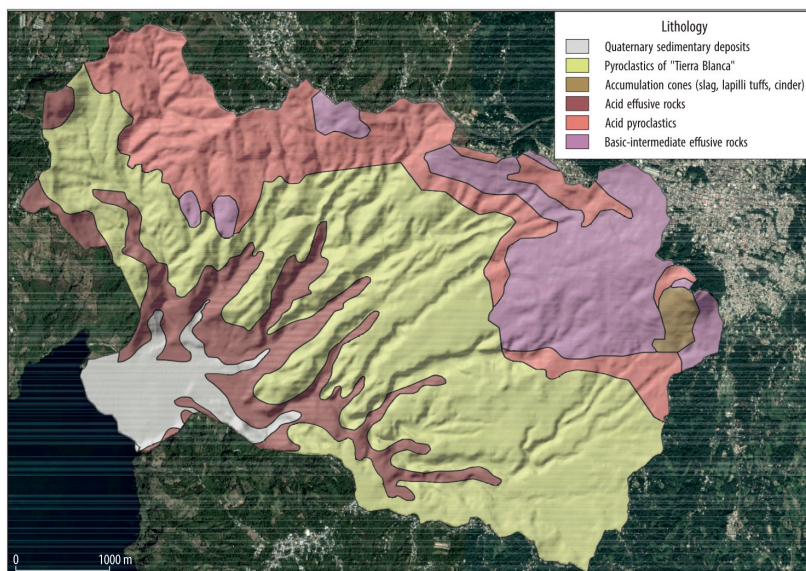 Lithology
Quaternary sedimentary deposits
Pyroclastics of "Tierra Blanca"
Accumulation cones (slag, lapilli tuffs, cinder)
Acid effusive rocks
Acid pyroclastics
Basic-intermediate effusive rocks
0 1000 m